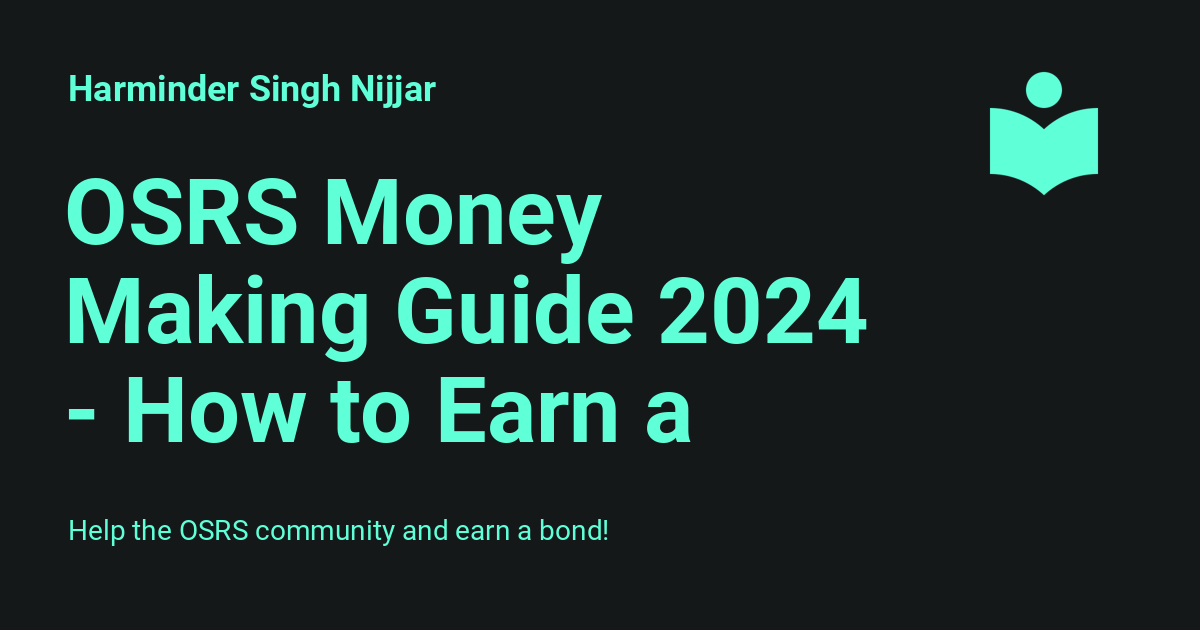 Harminder Singh Nijjar
OSRS Money
Making Guide 2024
- How to Earn a
Help the OSRS community and earn a bond!